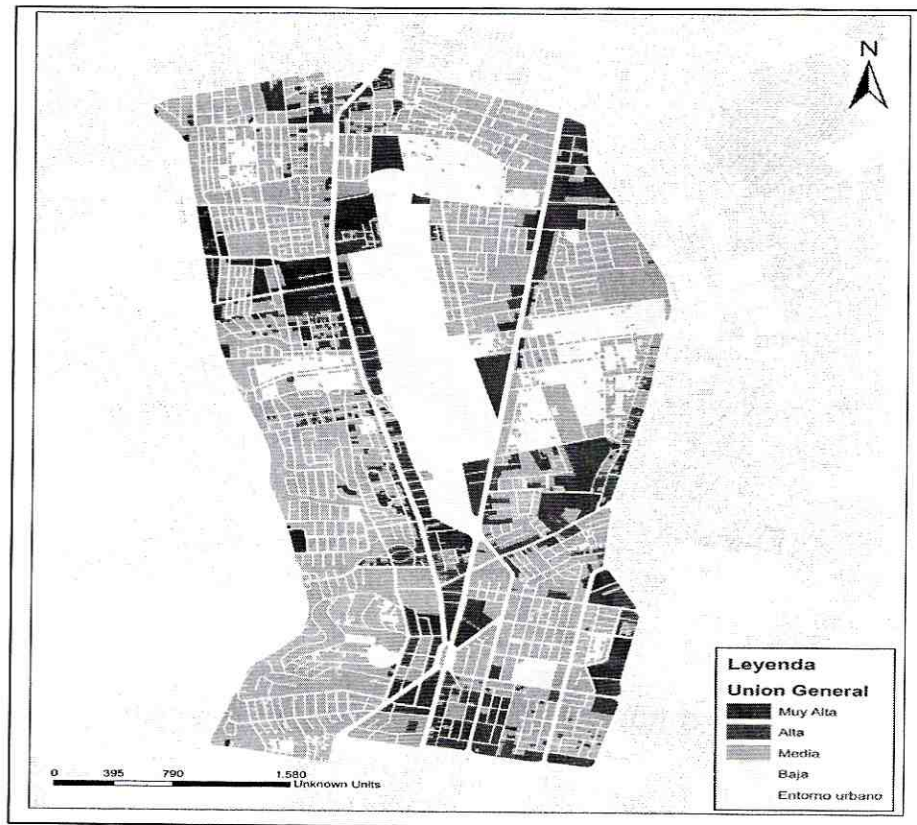 N
Leyenda
Union General
Muy Alta
Alta
Media
Baja
Entorno urbano
0 395 790 1.580
Unknown Units